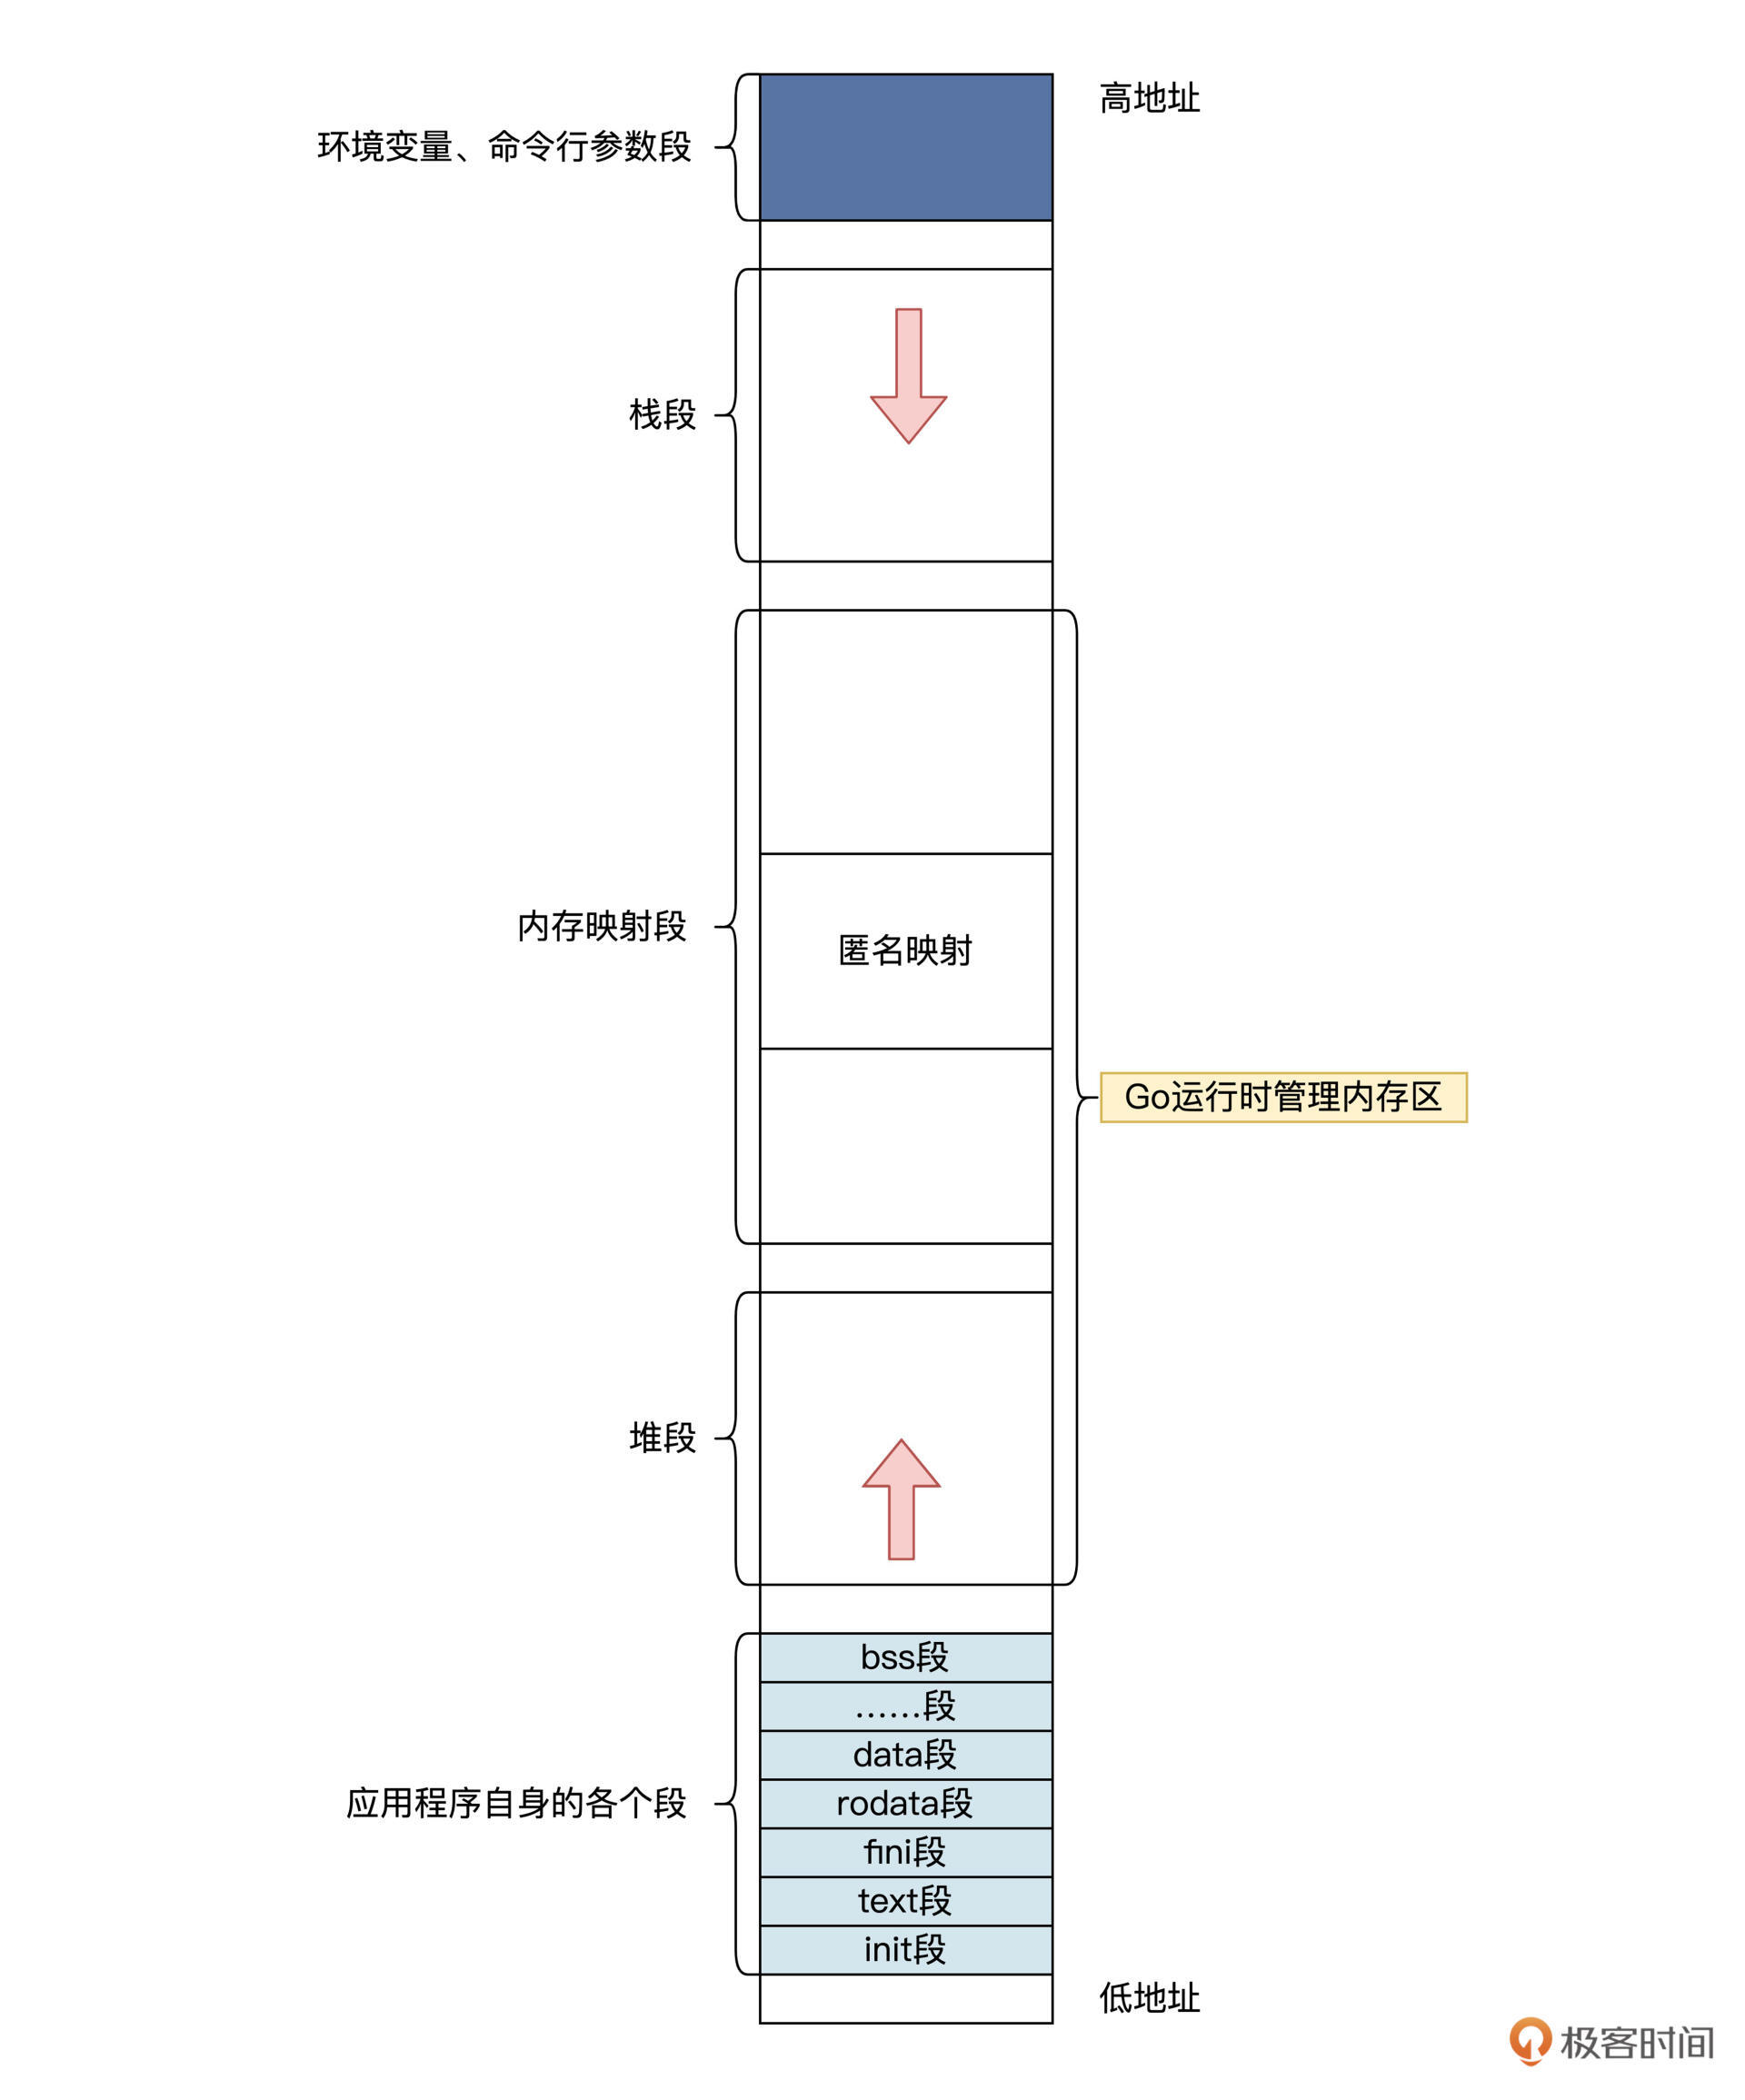 高地址
环境变量、命令行参数段
栈段
内存映射段
匿名映射
Go运行时管理内存区
堆段
bss段
......段
data段
rodata段
应用程序自身的各个段
fini段
text段
init段
低地址
极客时间